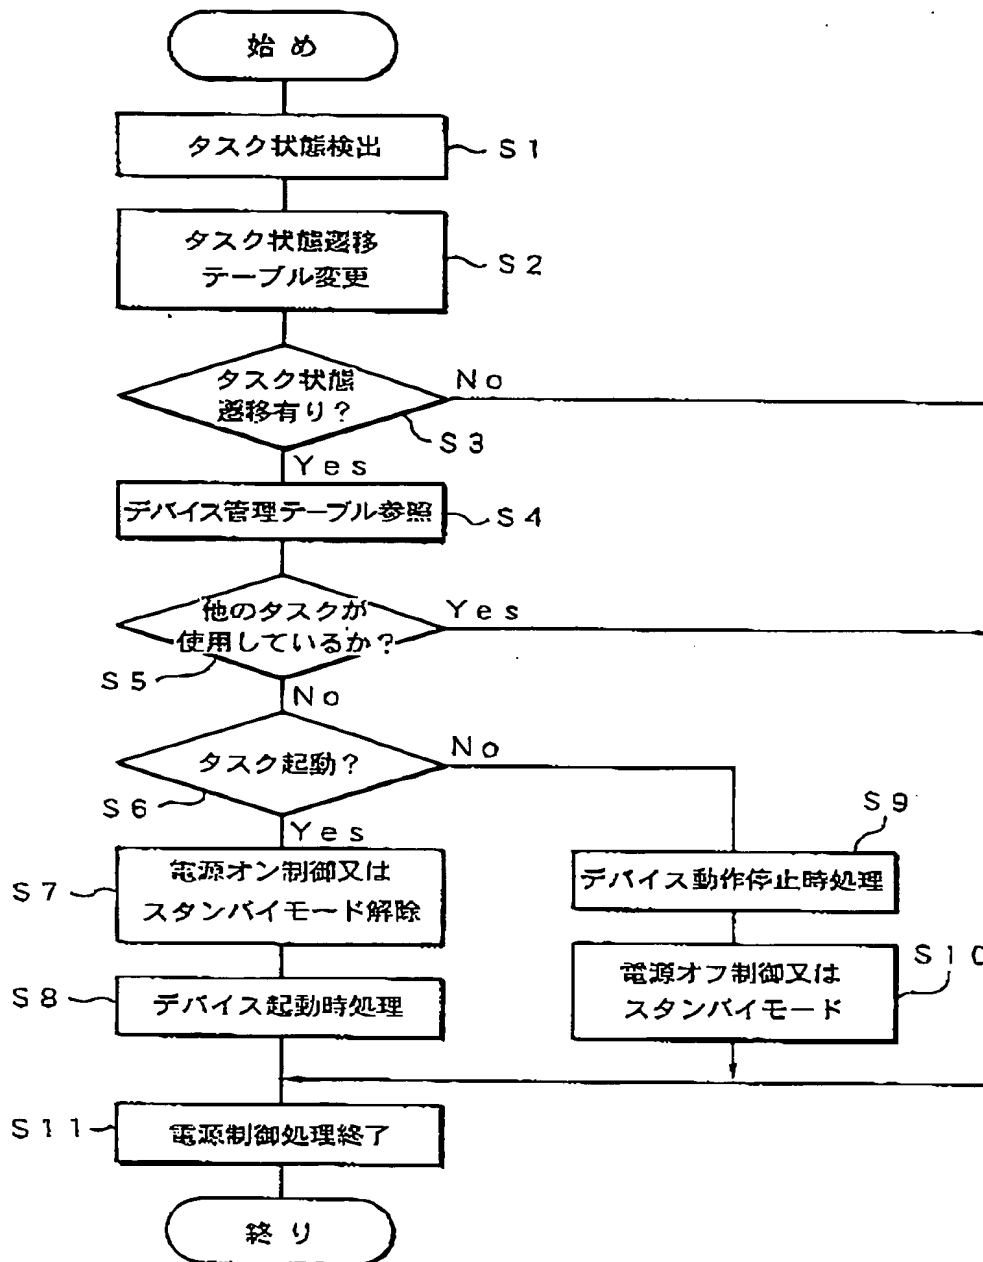 始め
タスク状態検出
S1
タスク状態遷移
テーブル変更
S2
タスク状態
遷移有り?
No
S3
Yes
デバイス管理テーブル参照
S4
他のタスクが
使用しているか?
Yes
S5
No
タスク起動?
No
S6
Yes
S9
電源オン制御又は
スタンバイモード解除
S7
デバイス動作停止時処理
S8
デバイス起動時処理
電源オフ制御又は
スタンバイモード
S10
S11
電源制御処理終了
終り